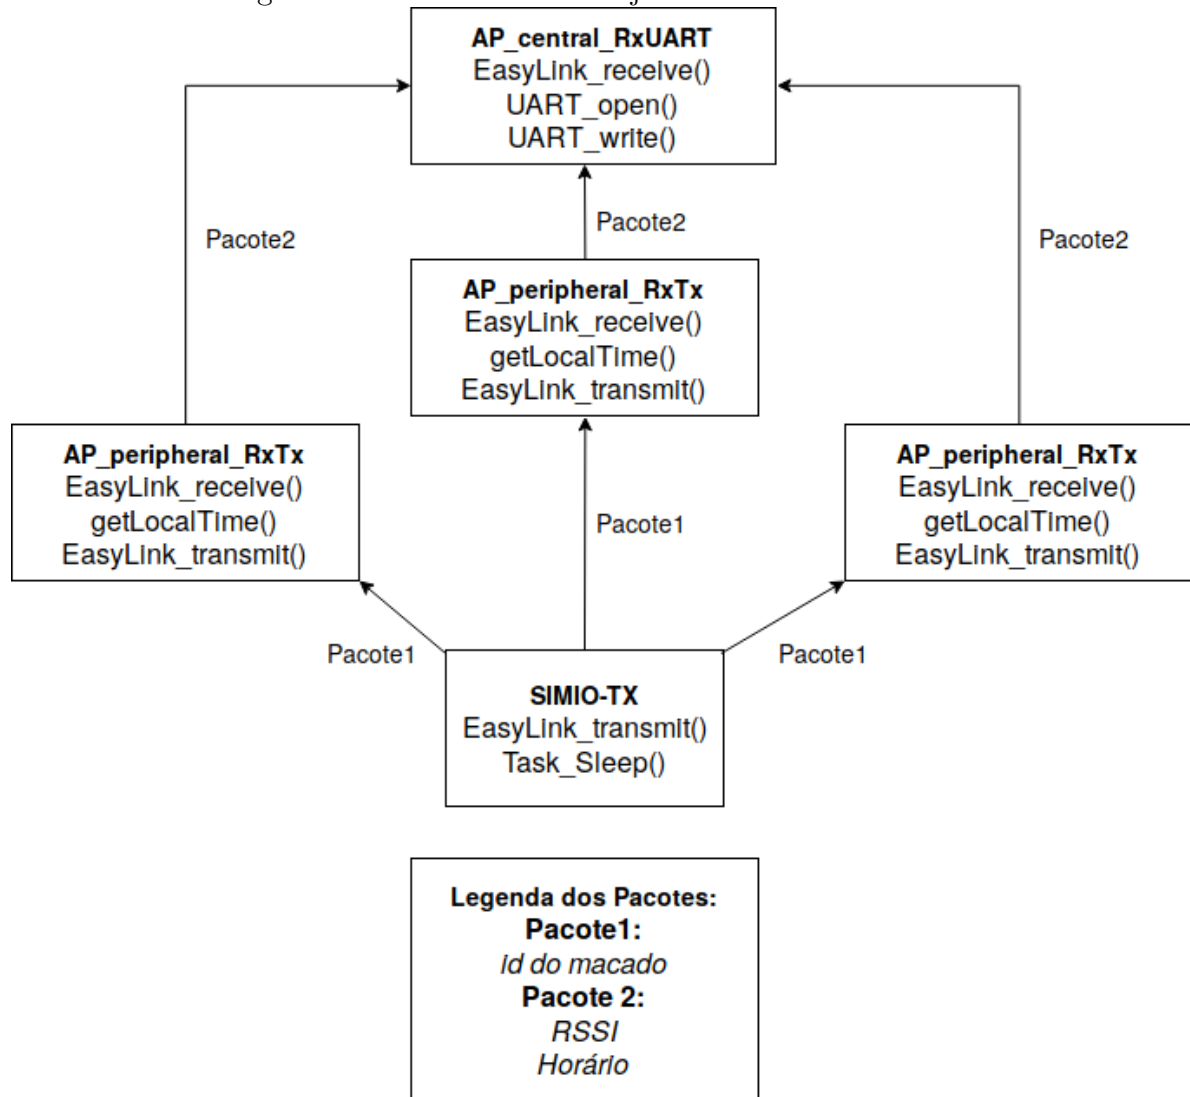 AP_central_RxUART
EasyLink_receive()
UART_open()
UART_write()
Pacote2
Pacote2
Pacote2
AP_peripheral_RxTx
EasyLink_receive()
getLocalTime()
EasyLink_transmit()
AP_peripheral_RxTx
EasyLink_receive()
getLocalTime()
EasyLink_transmit()
AP_peripheral_RxTx
EasyLink_receive()
getLocalTime()
EasyLink_transmit()
Pacote1
Pacote1
Pacote1
SIMIO-TX
EasyLink_transmit()
Task_Sleep()
Legenda dos Pacotes:
Pacote1:
id do macado
Pacote 2:
RSSI
Horário